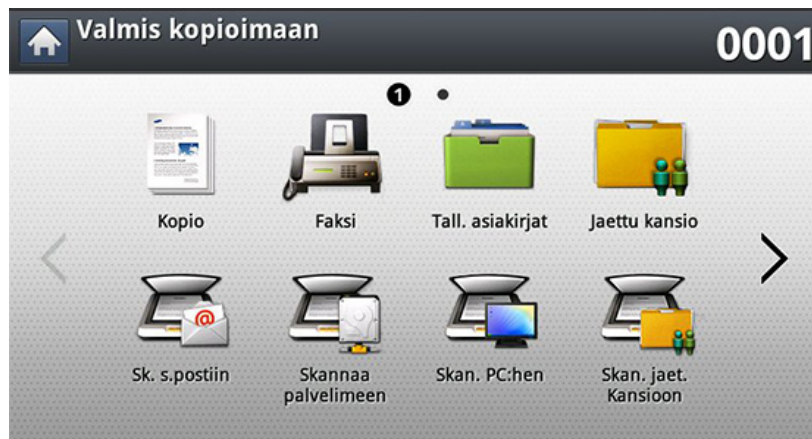 Valmis kopioimaan
0001
1
Kopio
Faksi
Tall. asiakirjat
Jaettu kansio
@
Sk. s.postiin
Skannaa
palvelimeen
Skan. PC:hen
Skan. jaet.
Kansioon